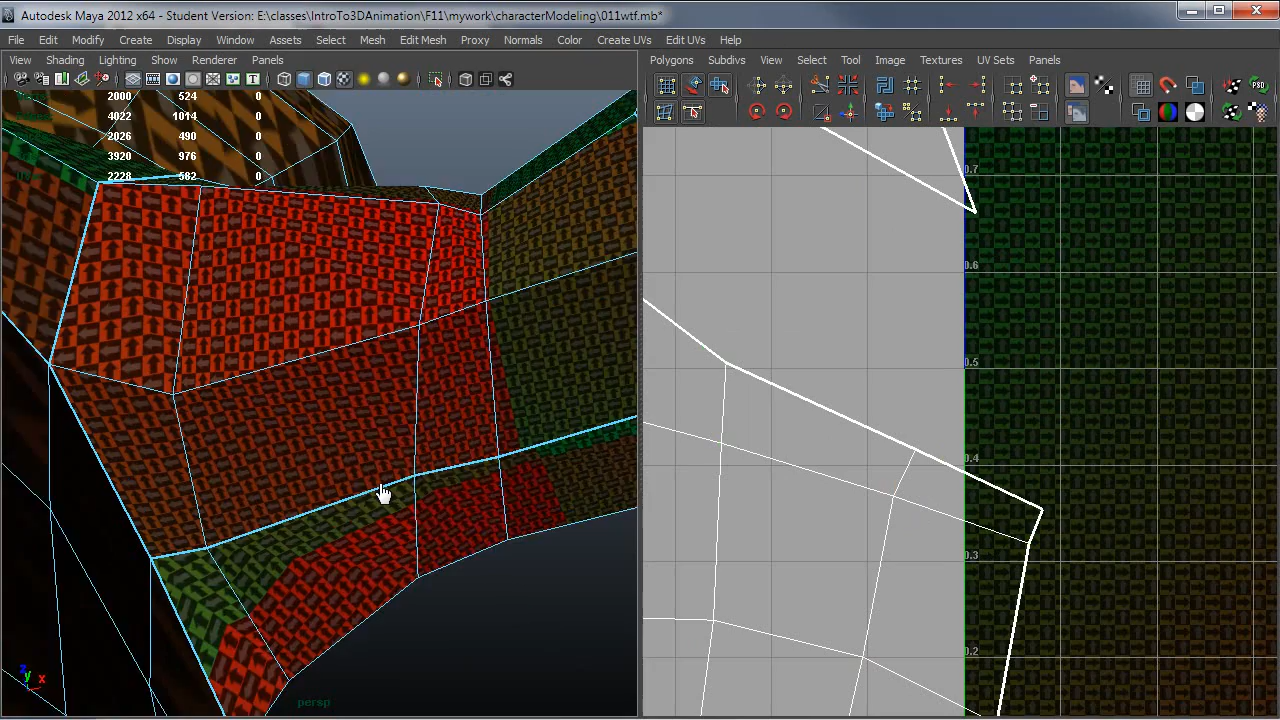 Autodesk Maya 2012 x64 - Student Version: E:\classes\IntroTo3DAnimation\F11\mywork\characterModeling\011wtf.mb*
File Edit Modify Create Display Window Assets Select Mesh Edit Mesh Proxy Normals Color Create UVs Edit UVs Help
View Shading Lighting Show Renderer Panels
Polygons Subdivs View Select Tool Image Textures UV Sets Panels
2000 524 0
4022 1014 0
2026 490 0
3920 976 0
2228 582 0
0.7
0.6
0.5
0.4
0.3
0.2
z
y x
persp